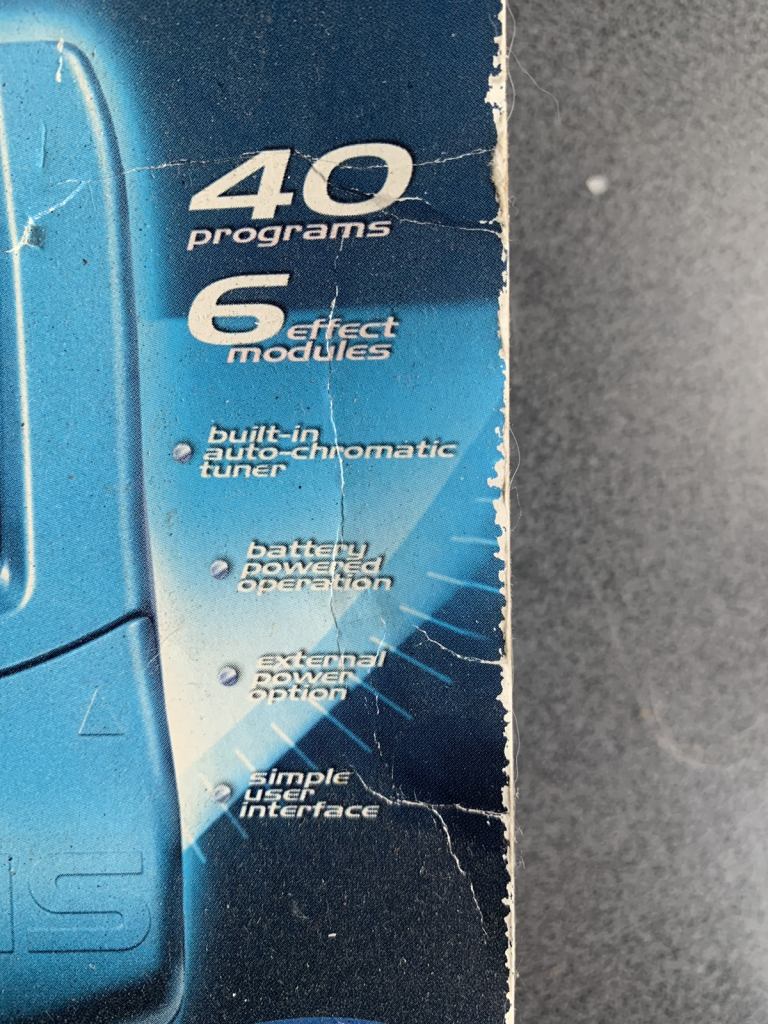 40
programs
6 effect
modules
built-in
auto-chromatic
tuner
battery
powered
operation
external
power
option
simple
user
interface